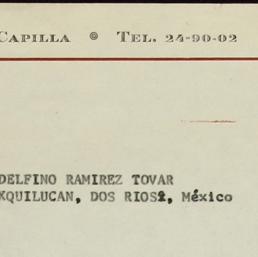 CAPILLA ◎ TEL. 24-90-02
DELFINO RAMIREZ TOVAR
XQUILUCAN, DOS RIOS, México